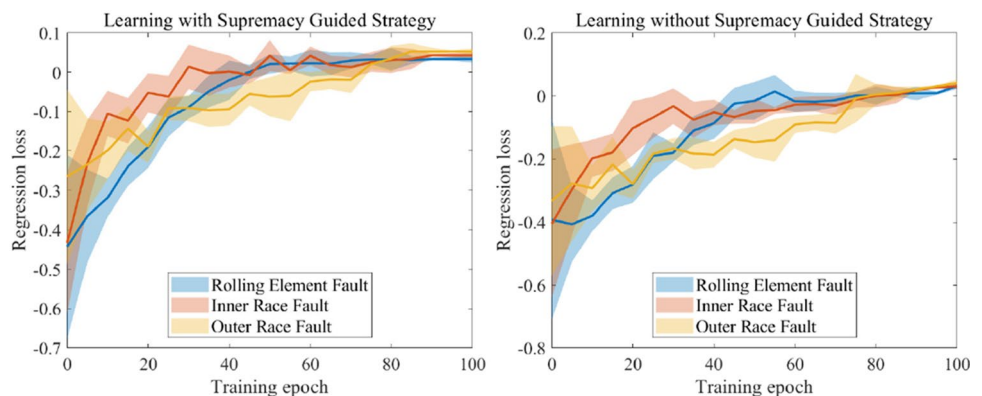 Learning with Supremacy Guided Strategy
0.1
0
-0.1
-0.2
-0.3
-0.4
-0.5
-0.6
-0.7
Regression loss
Rolling Element Fault
Inner Race Fault
Outer Race Fault
0 20 40 60 80 100
Training epoch
Learning without Supremacy Guided Strategy
0.2
0
-0.2
-0.4
-0.6
-0.8
Regression loss
Rolling Element Fault
Inner Race Fault
Outer Race Fault
0 20 40 60 80 100
Training epoch